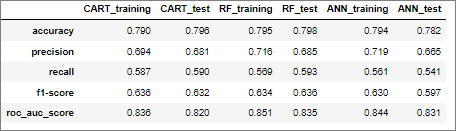 CART_training CART_test RF_training RF_test ANN_training ANN_test
accuracy 0.790 0.796 0.795 0.798 0.794 0.782
precision 0.694 0.681 0.716 0.685 0.719 0.665
recall 0.587 0.590 0.569 0.593 0.561 0.541
f1-score 0.636 0.632 0.634 0.636 0.630 0.597
roc_auc_score 0.836 0.820 0.851 0.835 0.844 0.831